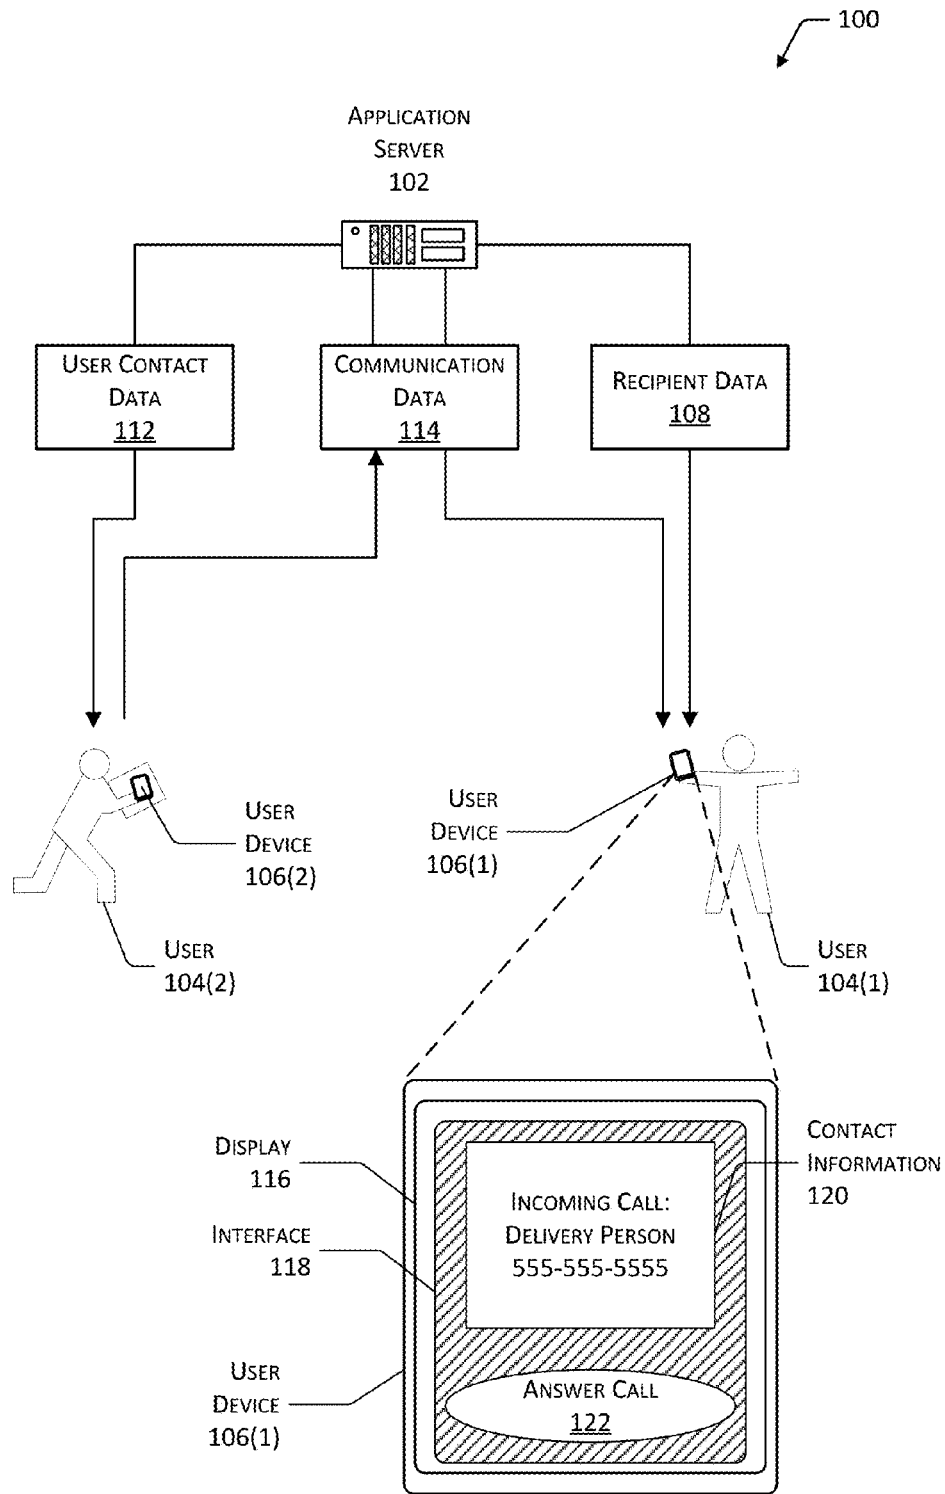 100
APPLICATION
SERVER
102
USER CONTACT
DATA
112
COMMUNICATION
DATA
114
RECIPIENT DATA
108
USER
DEVICE
106(2)
USER
DEVICE
106(1)
USER
104(2)
USER
104(1)
DISPLAY
116
INTERFACE
118
USER
DEVICE
106(1)
INCOMING CALL:
DELIVERY PERSON
555-555-5555
ANSWER CALL
122
CONTACT
INFORMATION
120